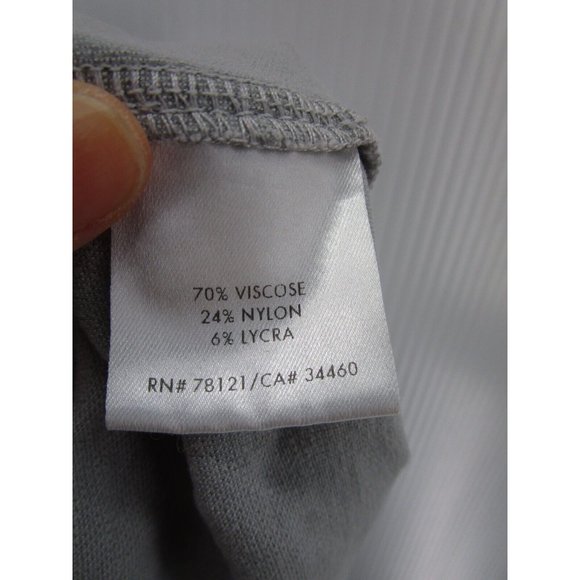 70% VISCOSE
24% NYLON
6% LYCRA
RN# 78121/CA# 34460